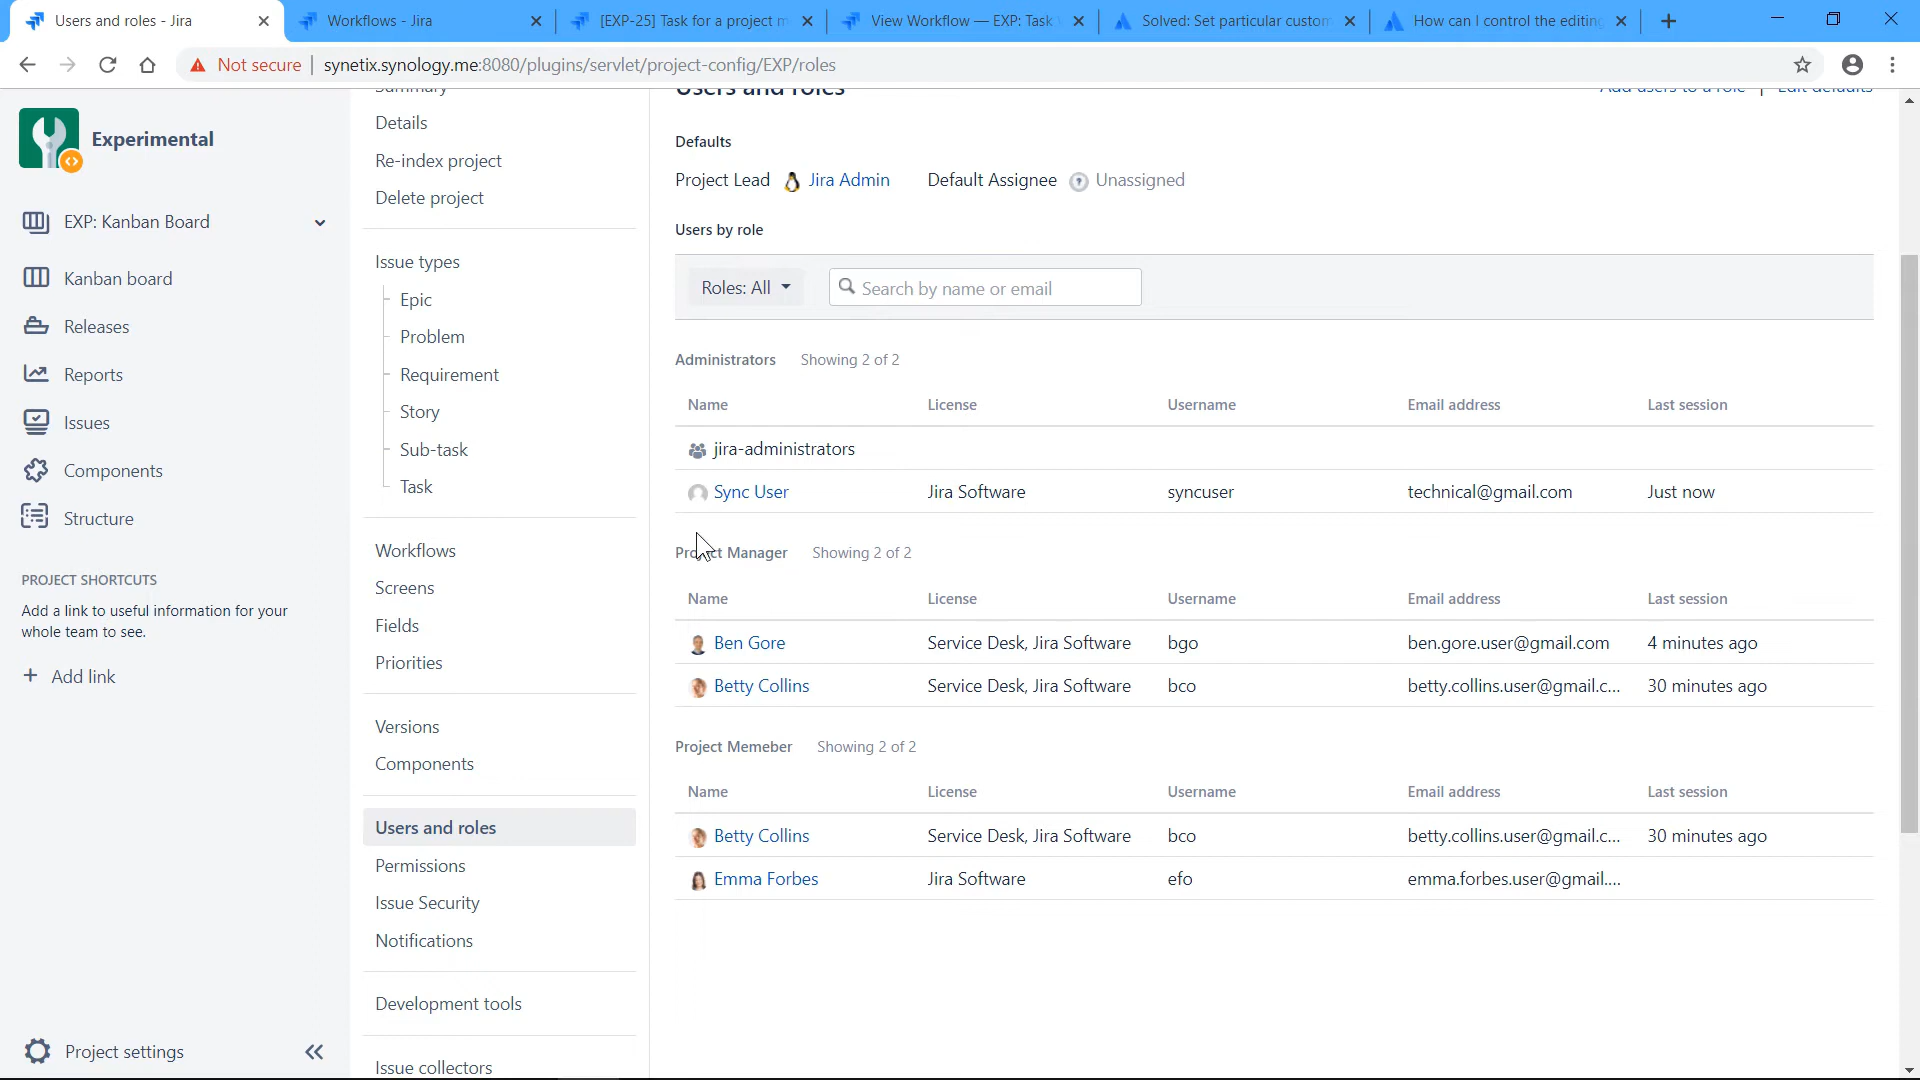 Users and roles - Jira
Workflows - Jira
[EXP-25] Task for a project m
View Workflow — EXP: Task
Solved: Set particular custom
How can I control the editing
Not secure
synetix.synology.me:8080/plugins/servlet/project-config/EXP/roles
Experimental
EXP: Kanban Board
Kanban board
Releases
Reports
Issues
Components
Structure
PROJECT SHORTCUTS
Add a link to useful information for your
whole team to see.
+ Add link
Project settings
Summary
Details
Re-index project
Delete project
Issue types
Epic
Problem
Requirement
Story
Sub-task
Task
Workflows
Screens
Fields
Priorities
Versions
Components
Users and roles
Permissions
Issue Security
Notifications
Development tools
Issue collectors
Users and roles
Add users to a role | Edit defaults
Defaults
Project Lead Jira Admin Default Assignee Unassigned
Users by role
Roles: All Search by name or email
Administrators Showing 2 of 2
Name License Username Email address Last session
jira-administrators
Sync User Jira Software syncuser technical@gmail.com Just now
Project Manager Showing 2 of 2
Name License Username Email address Last session
Ben Gore Service Desk, Jira Software bgo ben.gore.user@gmail.com 4 minutes ago
Betty Collins Service Desk, Jira Software bco betty.collins.user@gmail.c... 30 minutes ago
Project Memeber Showing 2 of 2
Name License Username Email address Last session
Betty Collins Service Desk, Jira Software bco betty.collins.user@gmail.c... 30 minutes ago
Emma Forbes Jira Software efo emma.forbes.user@gmail....